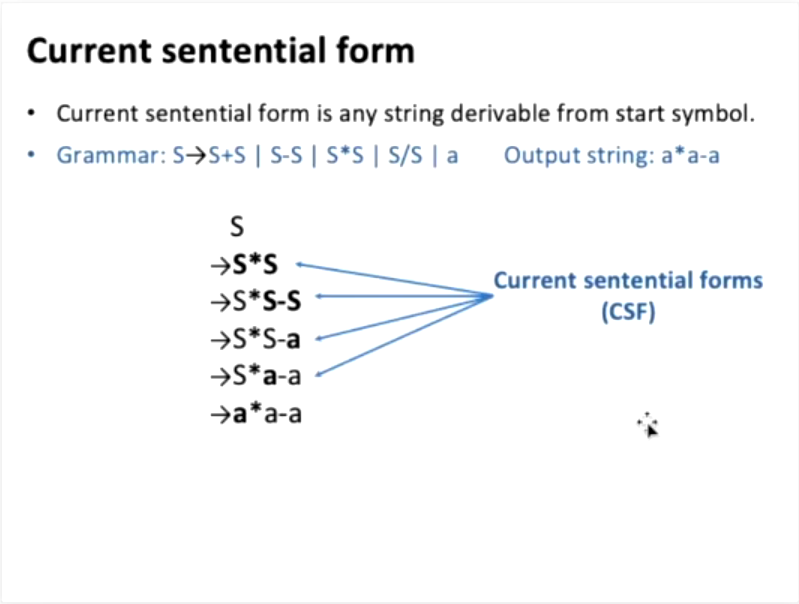 Current sentential form
• Current sentential form is any string derivable from start symbol.
• Grammar: S→S+S | S-S | S*S | S/S | a Output string: a*a-a
S
→S*S
→S*S-S
→S*S-a
→S*a-a
→a*a-a
Current sentential forms
(CSF)